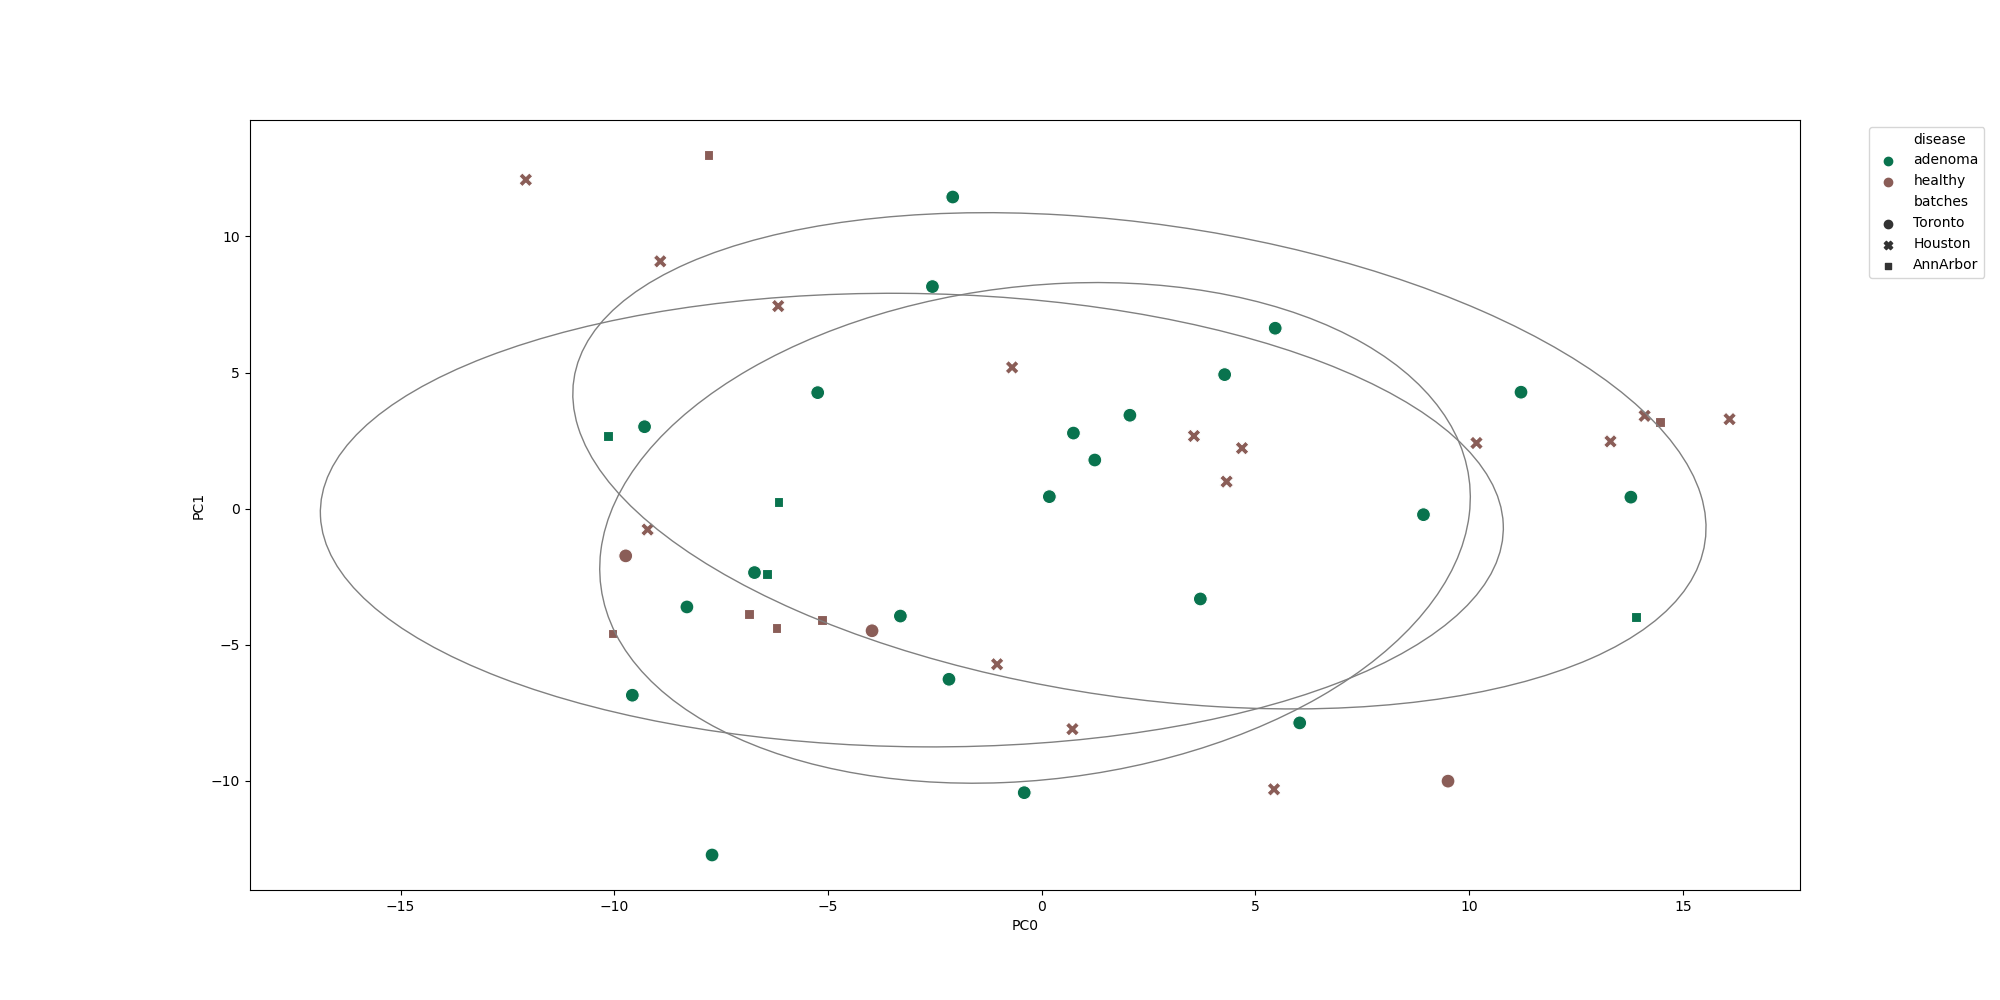 disease
adenoma
healthy
batches
Toronto
Houston
AnnArbor
10
5
0
−5
−10
PC1
−15
−10
−5
0
5
10
15
PC0